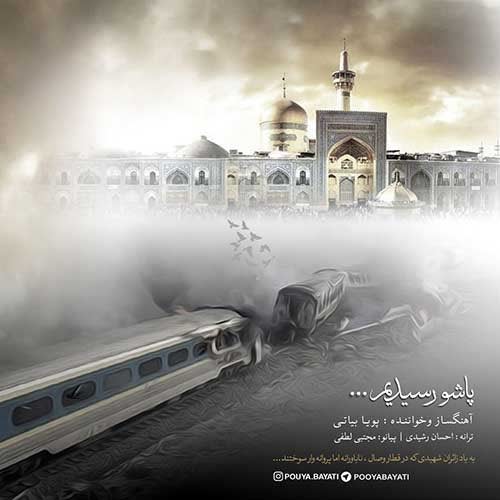 پاشو رسیدیم ...
آهنگساز و خواننده : پویا بیاتی
ترانه : احسان رشیدی | پیانو: مجتبی لطفی
به یاد زائران شهیدی که در قطار وصال ، ناباورانه اما پروانه وار سوختند ...
POUYA.BAYATI POOYABAYATI